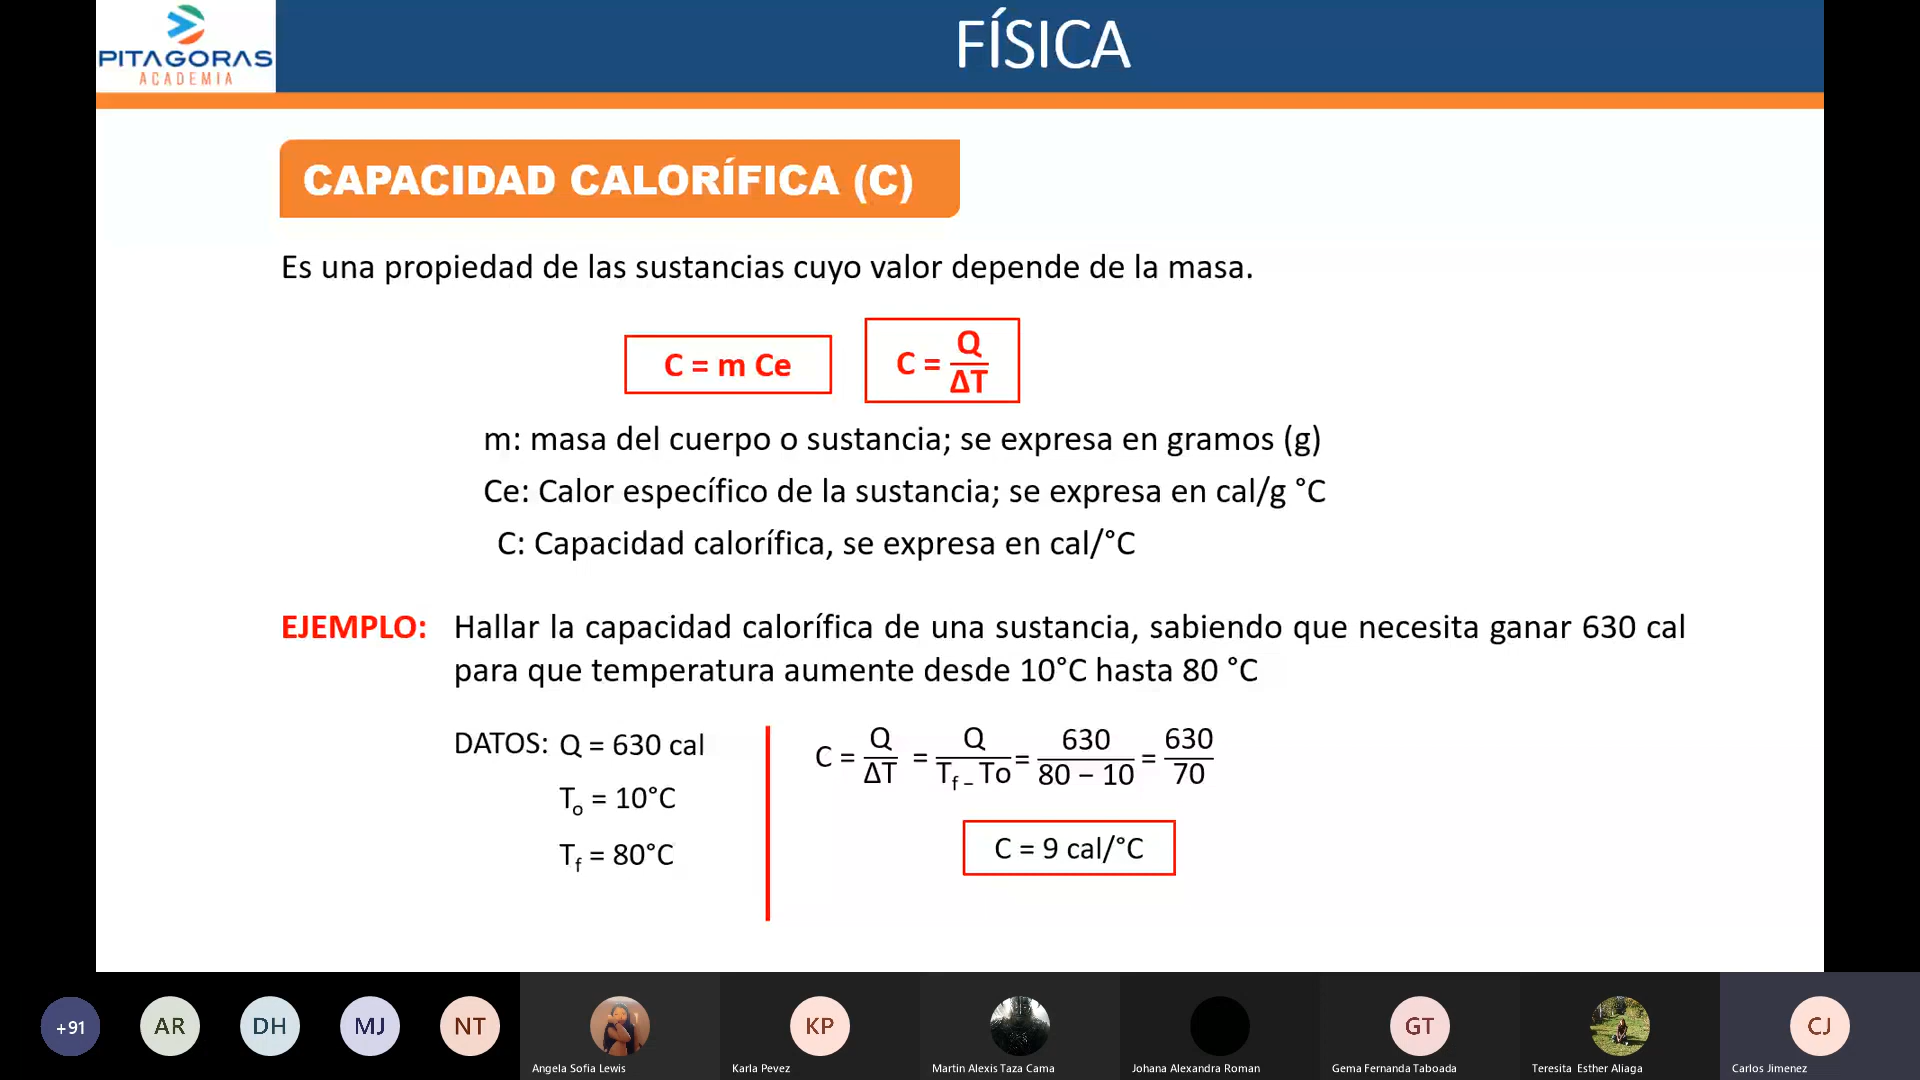 PITAGORAS
ACADEMIA
FÍSICA
CAPACIDAD CALORÍFICA (C)
Es una propiedad de las sustancias cuyo valor depende de la masa.
C = m Ce
C = Q/ΔT
m: masa del cuerpo o sustancia; se expresa en gramos (g)
Ce: Calor específico de la sustancia; se expresa en cal/g °C
C: Capacidad calorífica, se expresa en cal/°C
EJEMPLO: Hallar la capacidad calorífica de una sustancia, sabiendo que necesita ganar 630 cal
para que temperatura aumente desde 10°C hasta 80 °C
DATOS: Q = 630 cal
To = 10°C
Tf = 80°C
C = Q/ΔT = Q/(Tf – To) = 630/(80 – 10) = 630/70
C = 9 cal/°C
+91 AR DH MJ NT KP GT CJ
Angela Sofia Lewis Karla Pevez Martin Alexis Taza Cama Johana Alexandra Roman Gema Fernanda Taboada Teresita Esther Aliaga Carlos Jimenez